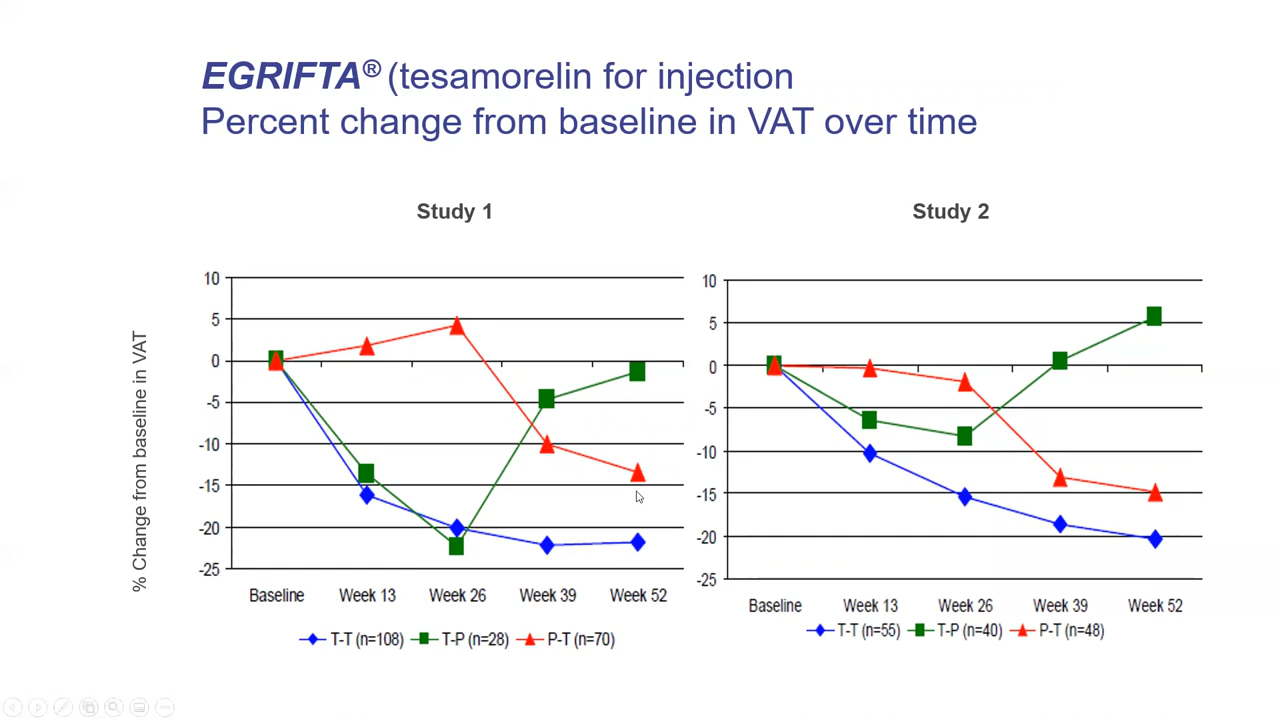 EGRIFTA® (tesamorelin for injection
Percent change from baseline in VAT over time
Study 1
Study 2
% Change from baseline in VAT
10
5
0
-5
-10
-15
-20
-25
Baseline Week 13 Week 26 Week 39 Week 52
T-T (n=108) T-P (n=28) P-T (n=70)
10
5
0
-5
-10
-15
-20
-25
Baseline Week 13 Week 26 Week 39 Week 52
T-T (n=55) T-P (n=40) P-T (n=48)